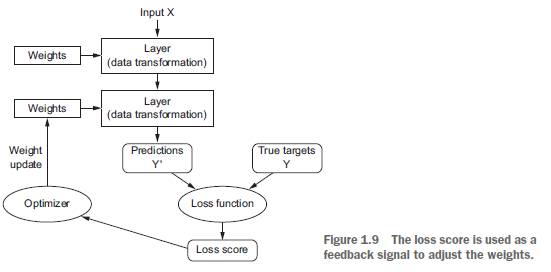 Input X
Layer
(data transformation)
Weights
Layer
(data transformation)
Weights
Weight
update
Predictions
Y'
True targets
Y
Optimizer
Loss function
Loss score
Figure 1.9 The loss score is used as a
feedback signal to adjust the weights.